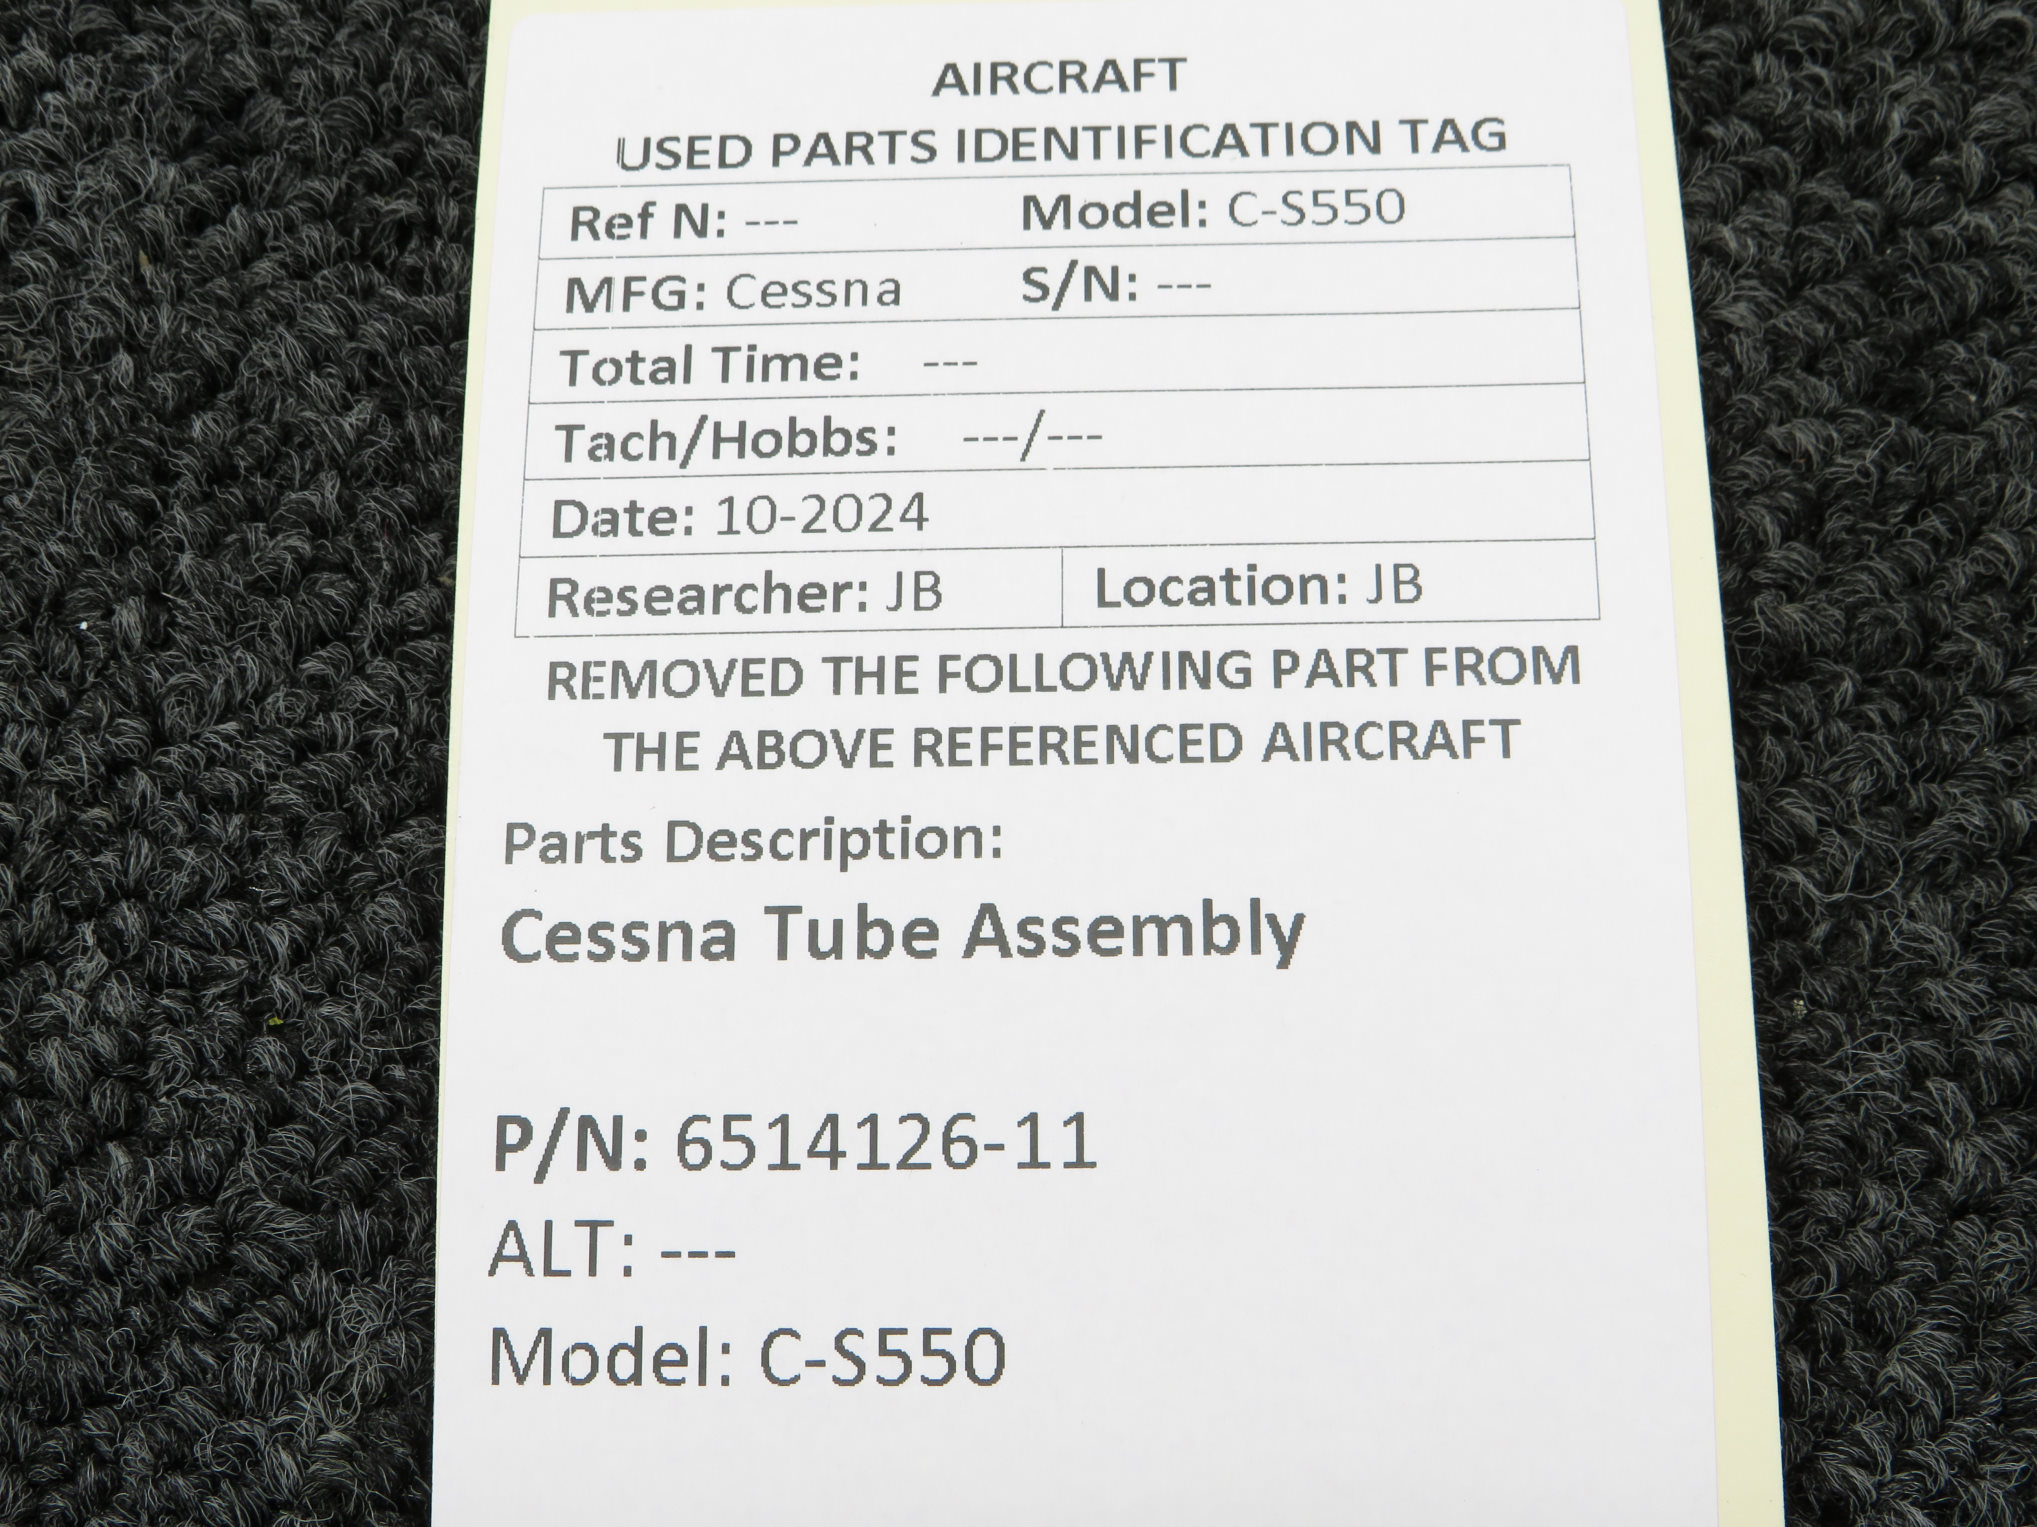 AIRCRAFT
USED PARTS IDENTIFICATION TAG
Ref N: --- Model: C-S550
MFG: Cessna S/N: ---
Total Time: ---
Tach/Hobbs: ---/---
Date: 10-2024
Researcher: JB Location: JB
REMOVED THE FOLLOWING PART FROM
THE ABOVE REFERENCED AIRCRAFT
Parts Description:
Cessna Tube Assembly
P/N: 6514126-11
ALT: ---
Model: C-S550